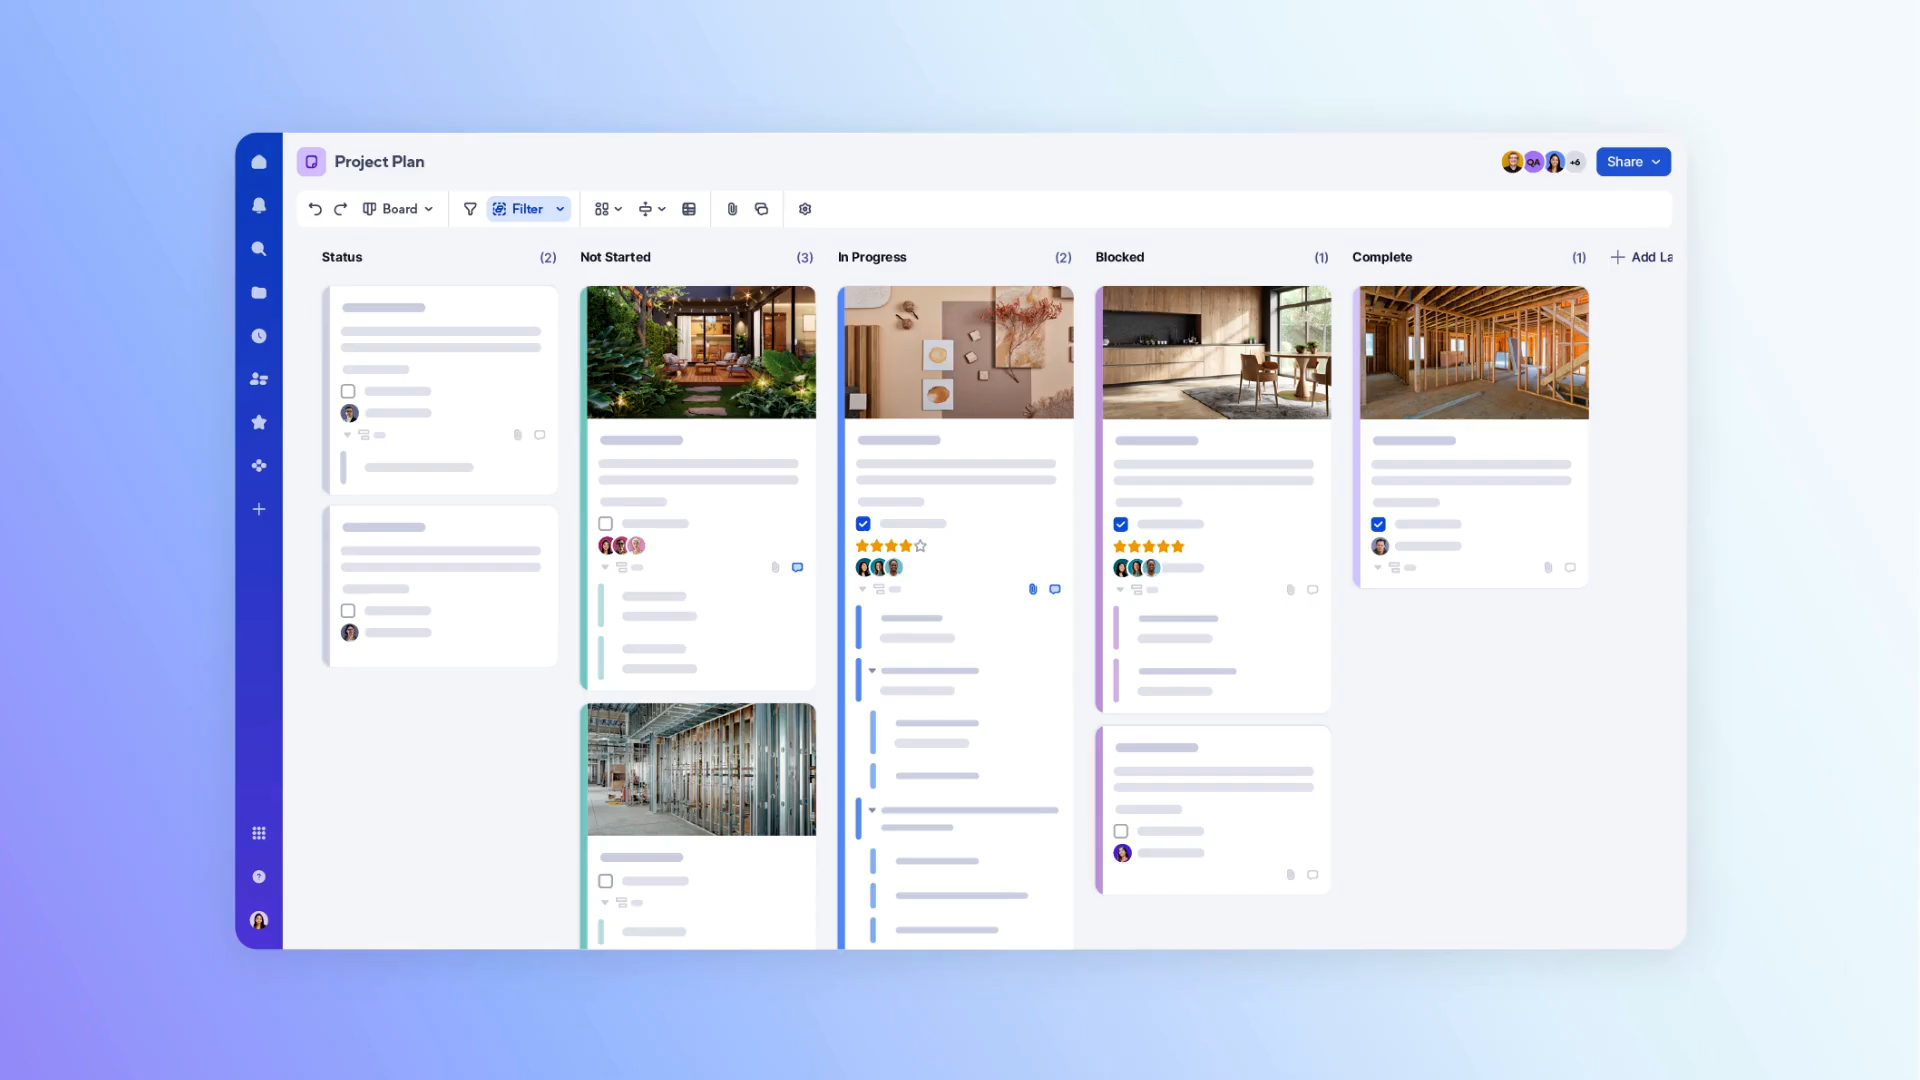 Project Plan
QA
+6
Share
Board
Filter
Status (2)
Not Started (3)
In Progress (2)
Blocked (1)
Complete (1)
+ Add La
?